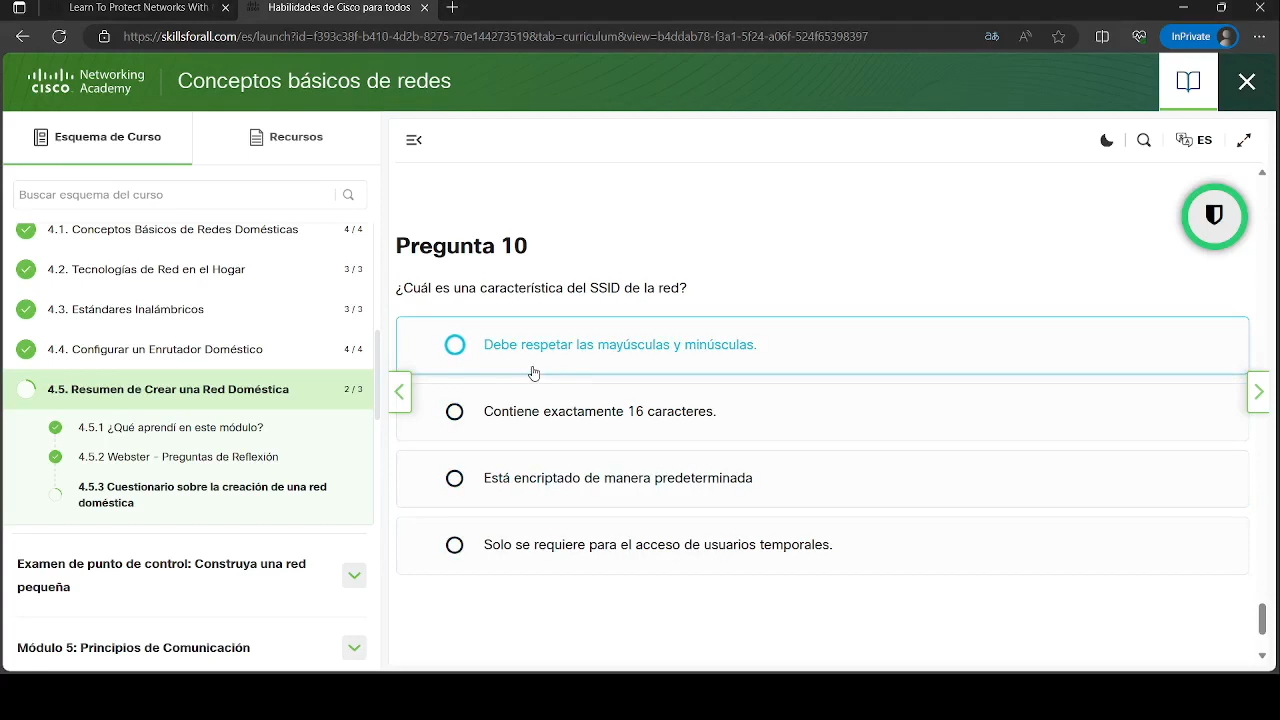 Learn To Protect Networks With
Habilidades de Cisco para todos
https://skillsforall.com/es/launch?id=f393c38f-b410-4d2b-8275-70e144273519&tab=curriculum&view=b4ddab78-f3a1-5f24-a06f-524f65398397
InPrivate
Networking
CISCO Academy
Conceptos básicos de redes
Esquema de Curso
Recursos
ES
Buscar esquema del curso
4.1. Conceptos Básicos de Redes Domésticas 4 / 4
4.2. Tecnologías de Red en el Hogar 3 / 3
4.3. Estándares Inalámbricos 3 / 3
4.4. Configurar un Enrutador Doméstico 4 / 4
4.5. Resumen de Crear una Red Doméstica 2 / 3
4.5.1 ¿Qué aprendí en este módulo?
4.5.2 Webster - Preguntas de Reflexión
4.5.3 Cuestionario sobre la creación de una red
doméstica
Examen de punto de control: Construya una red
pequeña
Módulo 5: Principios de Comunicación
Pregunta 10
¿Cuál es una característica del SSID de la red?
Debe respetar las mayúsculas y minúsculas.
Contiene exactamente 16 caracteres.
Está encriptado de manera predeterminada
Solo se requiere para el acceso de usuarios temporales.